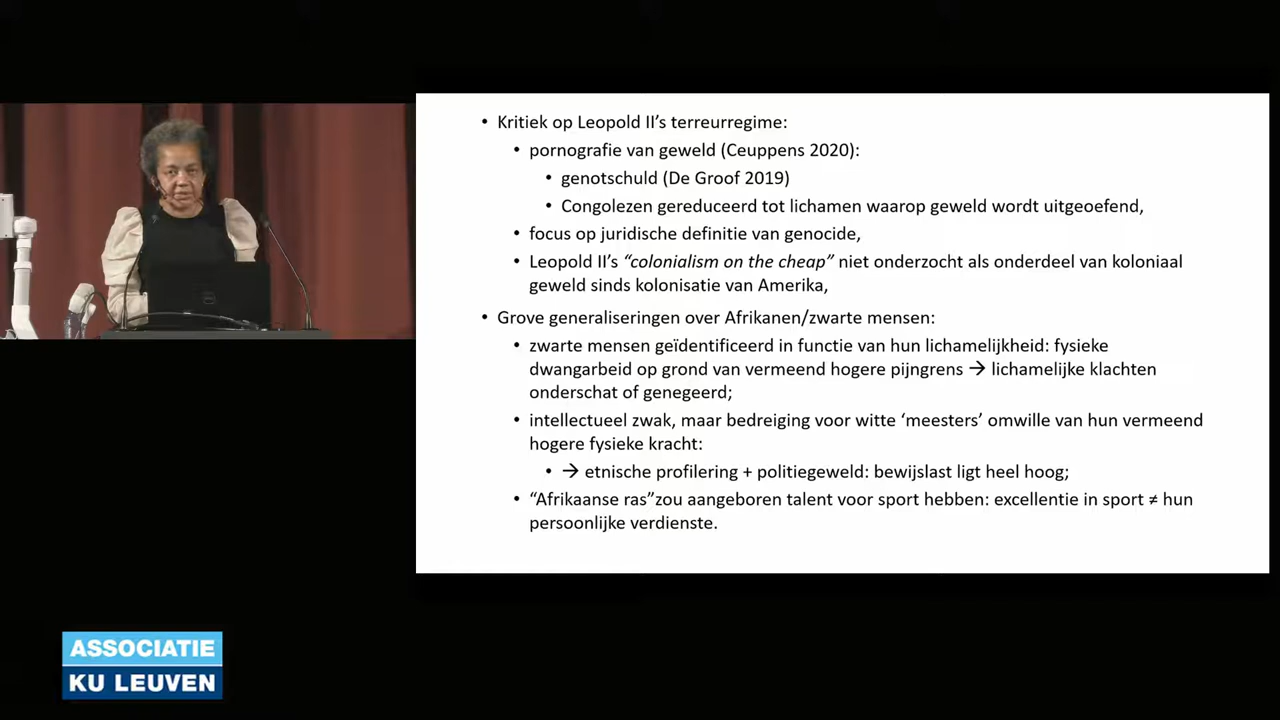 • Kritiek op Leopold II’s terreurregime:
• pornografie van geweld (Ceuppens 2020):
• genotschuld (De Groof 2019)
• Congolezen gereduceerd tot lichamen waarop geweld wordt uitgeoefend,
• focus op juridische definitie van genocide,
• Leopold II’s “colonialism on the cheap” niet onderzocht als onderdeel van koloniaal
geweld sinds kolonisatie van Amerika,
• Grove generaliseringen over Afrikanen/zwarte mensen:
• zwarte mensen geïdentificeerd in functie van hun lichamelijkheid: fysieke
dwangarbeid op grond van vermeend hogere pijngrens → lichamelijke klachten
onderschat of genegeerd;
• intellectueel zwak, maar bedreiging voor witte ‘meesters’ omwille van hun vermeend
hogere fysieke kracht:
• → etnische profilering + politiegeweld: bewijslast ligt heel hoog;
• “Afrikaanse ras”zou aangeboren talent voor sport hebben: excellentie in sport ≠ hun
persoonlijke verdienste.
ASSOCIATIE
KU LEUVEN